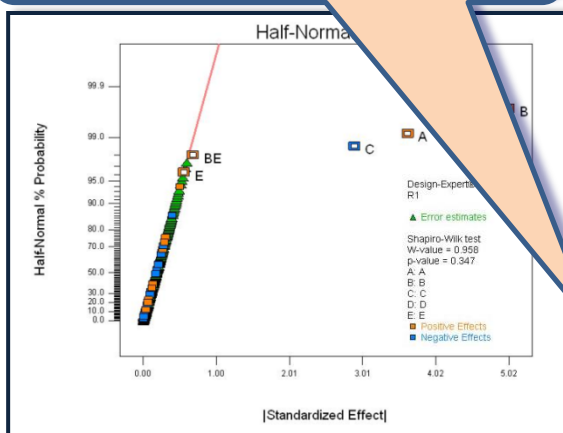 Half-Norma
Half-Normal % Probability
99.9
99.0
95.0
90.0
80.0
70.0
50.0
30.0
20.0
10.0
0.0
B
A
C
BE
E
Design-Experti
R1
Error estimates
Shapiro-Wilk test
W-value = 0.958
p-value = 0.347
A: A
B: B
C: C
D: D
E: E
Positive Effects
Negative Effects
0.00 1.00 2.01 3.01 4.02 5.02
|Standardized Effect|